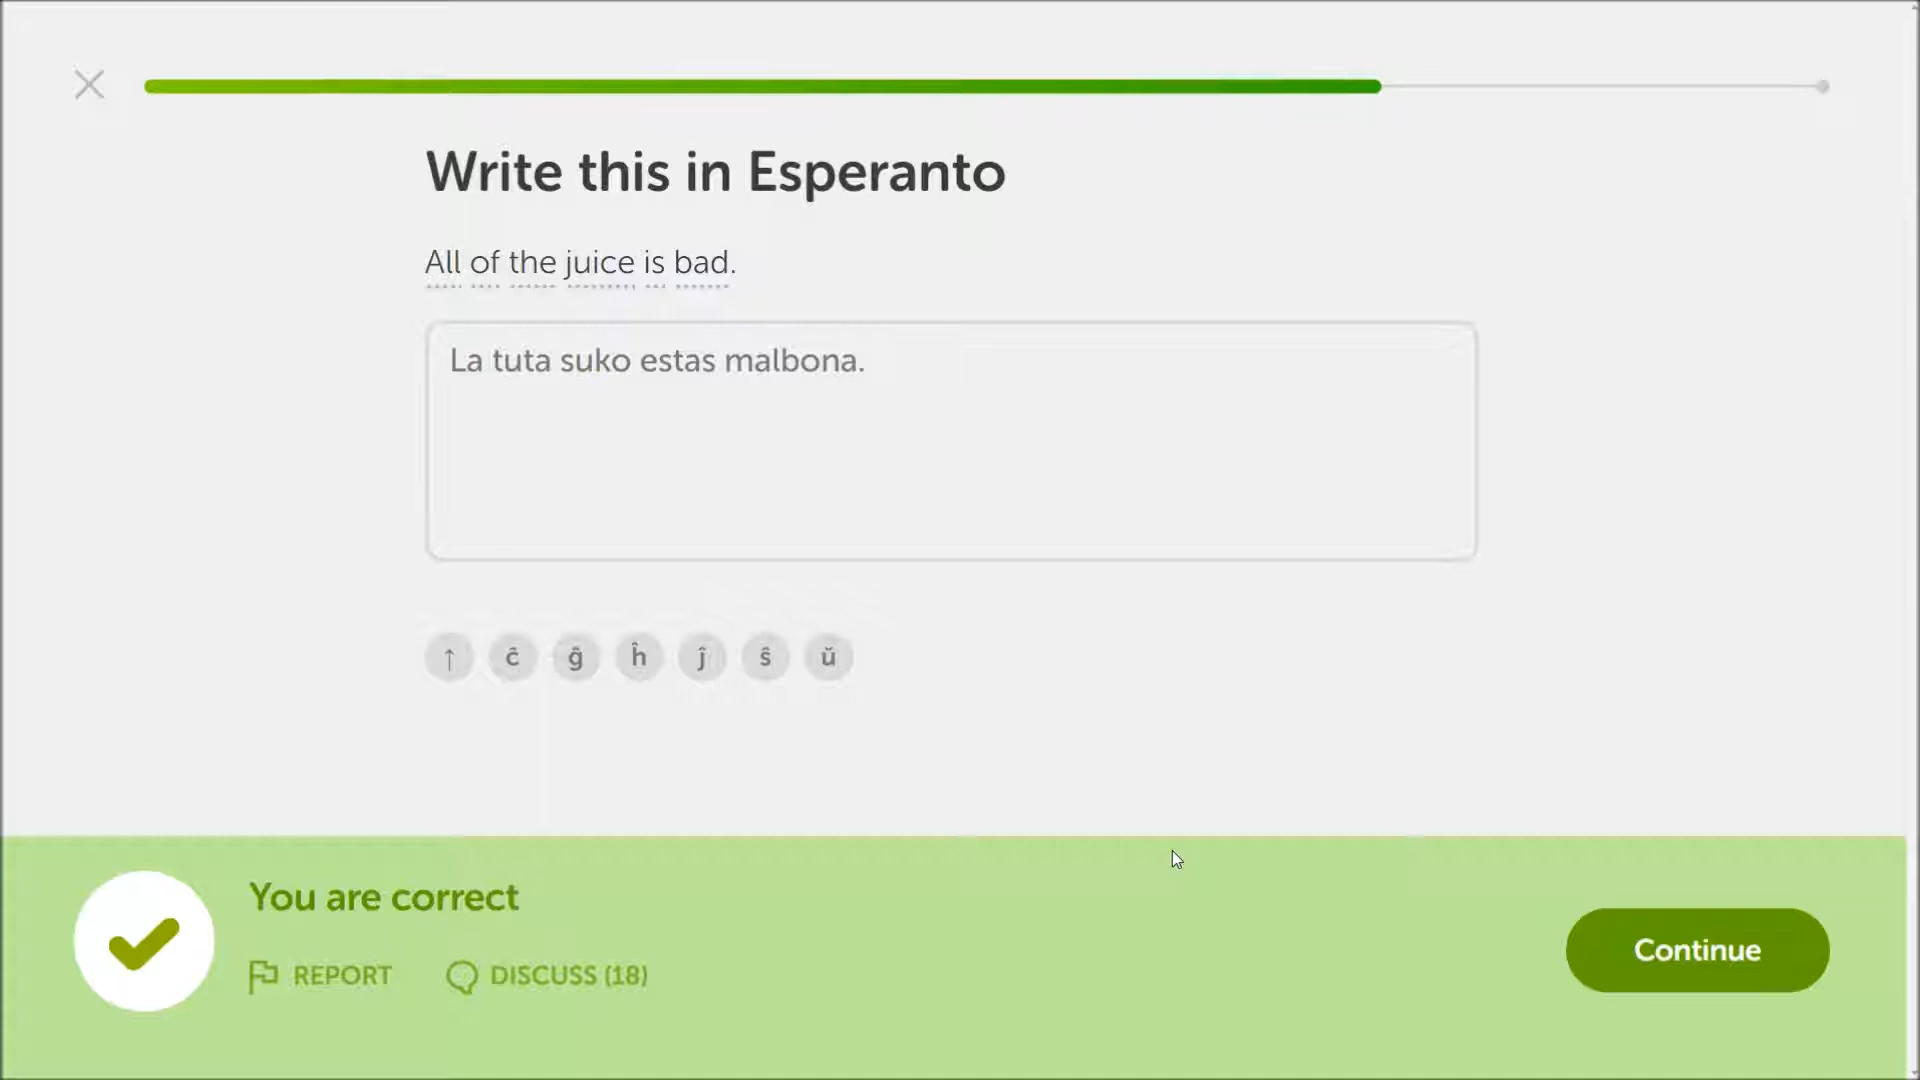 Write this in Esperanto
All of the juice is bad.
La tuta suko estas malbona.
↑ ĉ ĝ ĥ ĵ ŝ ŭ
You are correct
REPORT DISCUSS (18)
Continue